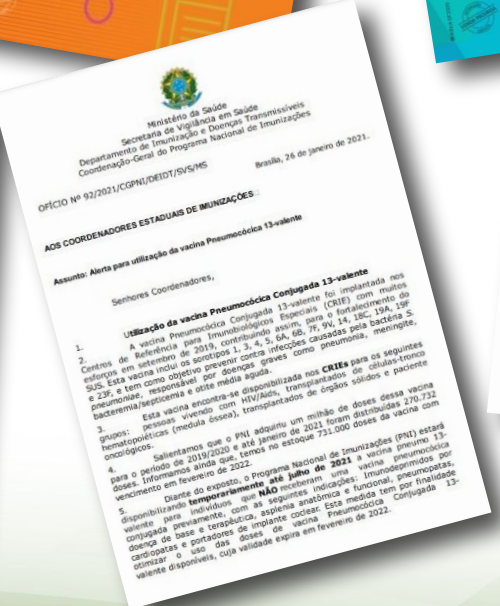 Ministério da Saúde
Secretaria de Vigilância em Saúde
Departamento de Imunização e Doenças Transmissíveis
Coordenação-Geral do Programa Nacional de Imunizações
OFÍCIO Nº 92/2021/CGPNI/DEIDT/SVS/MS
Brasília, 26 de janeiro de 2021.
AOS COORDENADORES ESTADUAIS DE IMUNIZAÇÕES
Assunto: Alerta para utilização da vacina Pneumocócica 13-valente
Senhores Coordenadores,
1. Utilização da vacina Pneumocócica Conjugada 13-valente
2. A vacina Pneumocócica Conjugada 13-valente foi implantada nos
Centros de Referência para Imunobiológicos Especiais (CRIE) com muitos
esforços em setembro de 2019, contribuindo assim, para o fortalecimento do
SUS. Esta vacina inclui os sorotipos 1, 3, 4, 5, 6A, 6B, 7F, 9V, 14, 18C, 19A, 19F
e 23F, e tem como objetivo prevenir contra infecções causadas pela bactéria S.
pneumoniae, responsável por doenças graves como pneumonia, meningite,
bacteremia/septicemia e otite média aguda.
3. Esta vacina encontra-se disponibilizada nos CRIEs para os seguintes
grupos: pessoas vivendo com HIV/Aids, transplantados de células-tronco
hematopoiéticas (medula óssea), transplantados de órgãos sólidos e paciente
oncológicos.
4. Salientamos que o PNI adquiriu um milhão de doses dessa vacina
para o período de 2019/2020 e até janeiro de 2021 foram distribuídas 270.732
doses. Informamos ainda que, temos no estoque 731.000 doses da vacina com
vencimento em fevereiro de 2022.
5. Diante do exposto, o Programa Nacional de Imunizações (PNI) estará
disponibilizando temporariamente até julho de 2021 a vacina pneumo 13-
valente para indivíduos que NÃO receberam uma vacina pneumocócica
conjugada previamente, com as seguintes indicações: Imunodeprimidos por
doença de base e terapêutica, asplenia anatômica e funcional, pneumopatas,
cardiopatas e portadores de implante coclear. Esta medida tem por finalidade
otimizar o uso das doses de vacina Pneumocócica Conjugada 13-
valente disponíveis, cuja validade expira em fevereiro de 2022.